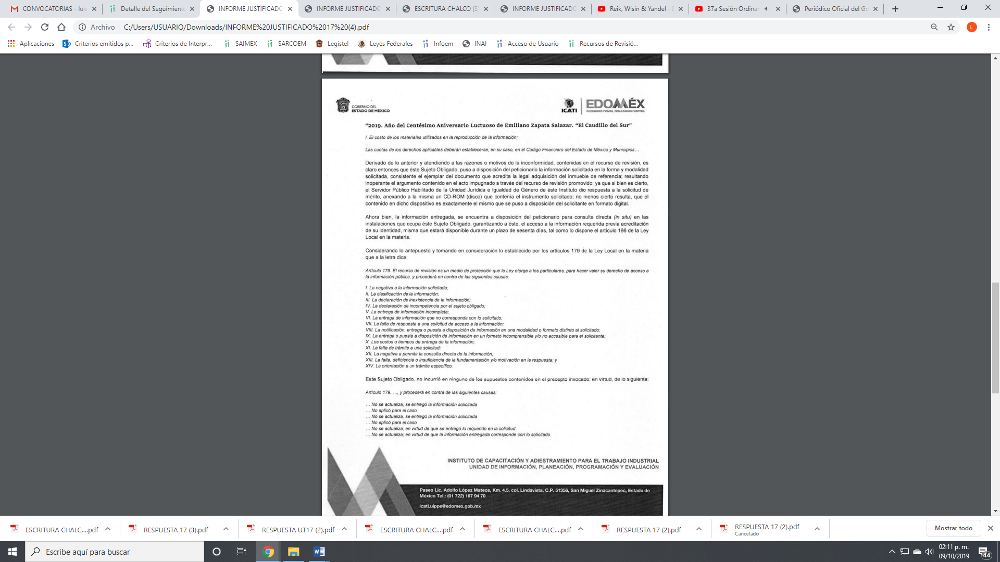 CONVOCATORIAS - luis
Detalle del Seguimiento
INFORME JUSTIFICADO
INFORME JUSTIFICADO
ESCRITURA CHALCO (3)
INFORME JUSTIFICADO
Reik, Wisin & Yandel -
37a Sesión Ordinar
Periódico Oficial del Go
Archivo
C:/Users/USUARIO/Downloads/INFORME%20JUSTIFICADO%2017%20(4).pdf
L
Aplicaciones
Criterios emitidos p...
Criterios de Interpr...
SAIMEX
SARCOEM
Legistel
Leyes Federales
Infoem
INAI
Acceso de Usuario
Recursos de Revisió...
GOBIERNO DEL
ESTADO DE MÉXICO
ICATI
EDOMÉX
DECISIONES FIRMES, RESULTADOS FUERTES.
“2019. Año del Centésimo Aniversario Luctuoso de Emiliano Zapata Salazar. “El Caudillo del Sur”
I. El costo de los materiales utilizados en la reproducción de la información;
...
Las cuotas de los derechos aplicables deberán establecerse, en su caso, en el Código Financiero del Estado de México y Municipios…
Derivado de lo anterior y atendiendo a las razones o motivos de la inconformidad, contenidas en el recurso de revisión, es
claro entonces que éste Sujeto Obligado, puso a disposición del peticionario la información solicitada en la forma y modalidad
solicitada, consistente el ejemplar del documento que acredita la legal adquisición del inmueble de referencia; resultando
inoperante el argumento contenido en el acto impugnado a través del recurso de revisión promovido; ya que si bien es cierto,
el Servidor Público Habilitado de la Unidad Jurídica e Igualdad de Género de éste Instituto dio respuesta a la solicitud de
mérito, anexando a la misma un CD-ROM (disco) que contenía el instrumento solicitado; no menos cierto resulta, que el
contenido en dicho dispositivo es exactamente el mismo que se puso a disposición del solicitante en formato digital.
Ahora bien, la información entregada, se encuentra a disposición del peticionario para consulta directa (in situ) en las
instalaciones que ocupa éste Sujeto Obligado, garantizando a éste, el acceso a la información requerida previa acreditación
de su identidad, misma que estará disponible durante un plazo de sesenta días, tal como lo dispone el artículo 166 de la Ley
Local en la materia.
Considerando lo antepuesto y tomando en consideración lo establecido por los artículos 179 de la Ley Local en la materia
que a la letra dice:
Artículo 179. El recurso de revisión es un medio de protección que la Ley otorga a los particulares, para hacer valer su derecho de acceso a
la información pública, y procederá en contra de las siguientes causas:
I. La negativa a la información solicitada;
II. La clasificación de la información;
III. La declaración de inexistencia de la información;
IV. La declaración de incompetencia por el sujeto obligado;
V. La entrega de información incompleta;
VI. La entrega de información que no corresponda con lo solicitado;
VII. La falta de respuesta a una solicitud de acceso a la información;
VIII. La notificación, entrega o puesta a disposición de información en una modalidad o formato distinto al solicitado;
IX. La entrega o puesta a disposición de información en un formato incomprensible y/o no accesible para el solicitante;
X. Los costos o tiempos de entrega de la información;
XI. La falta de trámite a una solicitud;
XII. La negativa a permitir la consulta directa de la información;
XIII. La falta, deficiencia o insuficiencia de la fundamentación y/o motivación en la respuesta; y
XIV. La orientación a un trámite específico.
Este Sujeto Obligado, no incurrió en ninguno de los supuestos contenidos en el precepto invocado; en virtud, de lo siguiente:
Artículo 179. …, y procederá en contra de las siguientes causas:
… No se actualiza, se entregó la información solicitada
… No aplicó para el caso
… No se actualiza, se entregó la información solicitada
… No aplicó para el caso
… No se actualiza; en virtud de que se entregó lo requerido en la solicitud
… No se actualiza; en virtud de que la información entregada corresponde con lo solicitado
INSTITUTO DE CAPACITACIÓN Y ADIESTRAMIENTO PARA EL TRABAJO INDUSTRIAL
UNIDAD DE INFORMACIÓN, PLANEACIÓN, PROGRAMACIÓN Y EVALUACIÓN
Paseo Lic. Adolfo López Mateos, Km. 4.5, col. Lindavista, C.P. 51356, San Miguel Zinacantepec, Estado de
México Tel.: (01 722) 167 94 70
icati.uippe@edomex.gob.mx
ESCRITURA CHALC....pdf
RESPUESTA 17 (3).pdf
RESPUESTA UT17 (2).pdf
ESCRITURA CHALC....pdf
ESCRITURA CHALC....pdf
RESPUESTA 17 (2).pdf
RESPUESTA 17 (2).pdf
Cancelado
Mostrar todo
Escribe aquí para buscar
02:11 p. m.
09/10/2019
44